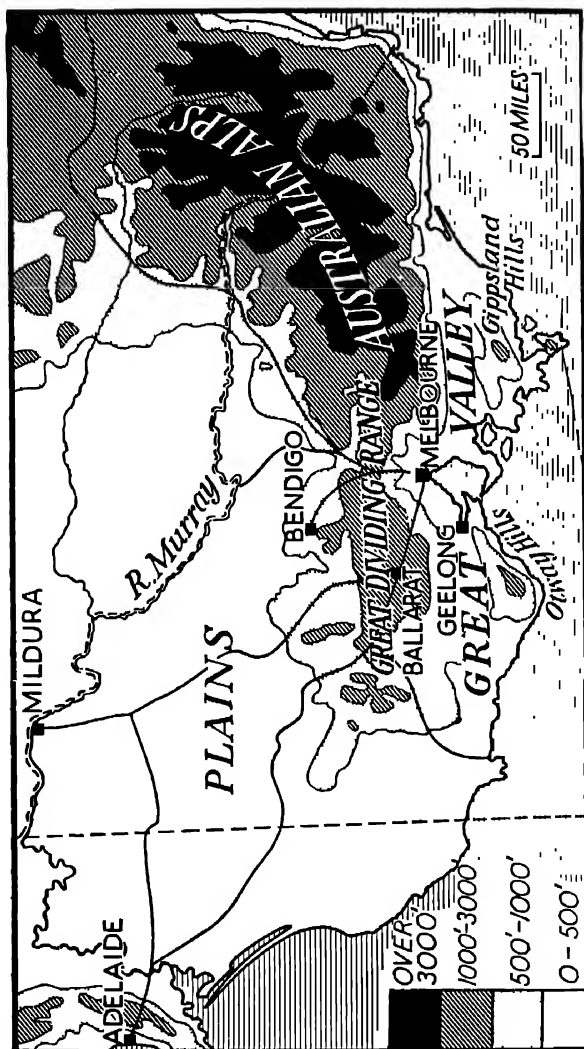 MILDURA
ADELAIDE
R. Murray
PLAINS
BENDIGO
GREAT DIVIDING RANGE
BALLARAT
AUSTRALIAN ALPS
MELBOURNE
GEELONG
GREAT VALLEY
Gippsland
Hills
Otway Hills
50 MILES
OVER
3000'
1000'-3000'
500'-1000'
0-500'